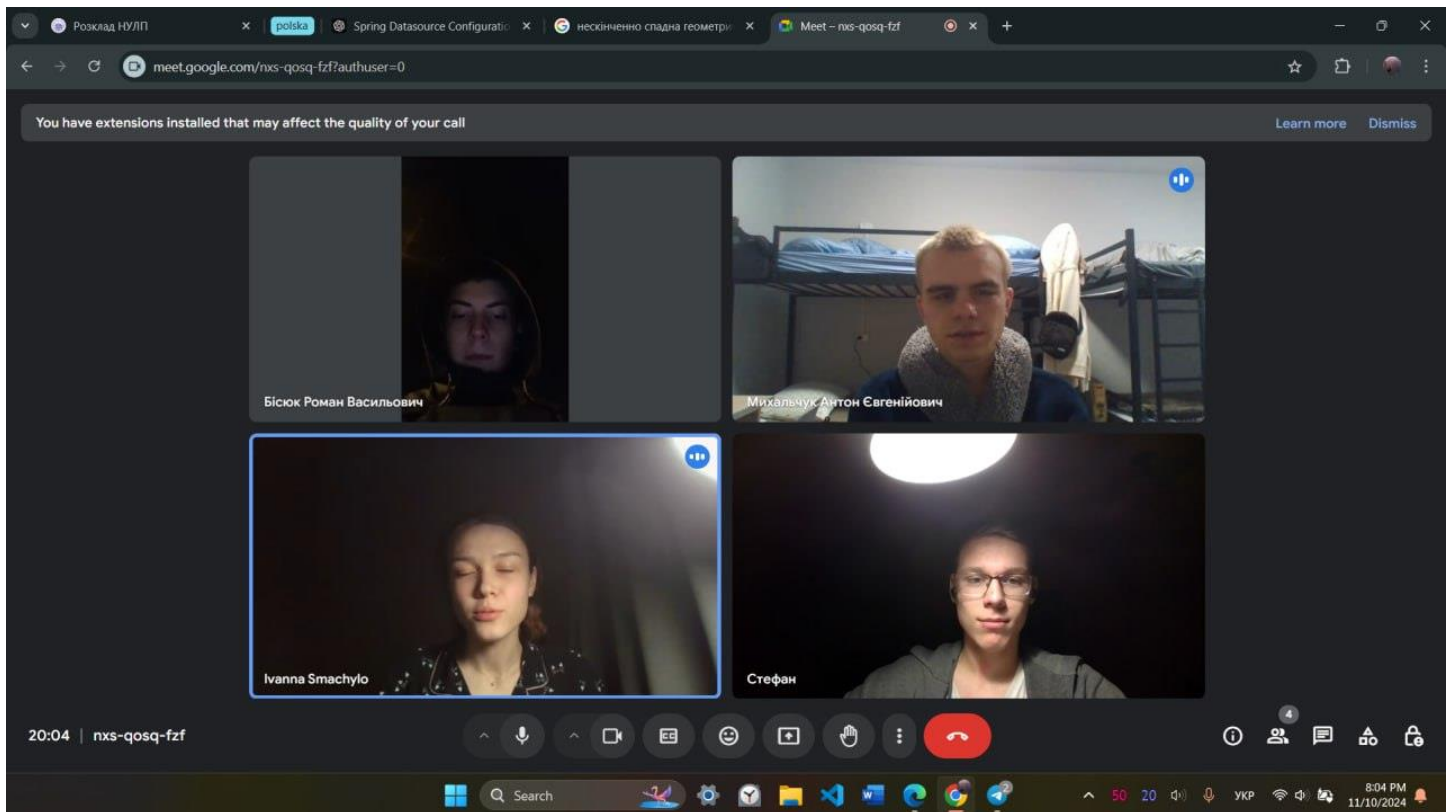 Розклад НУЛП
polska
Spring Datasource Configuratio
нескінченно спадна геометри
Meet – nxs-qosq-fzf
meet.google.com/nxs-qosq-fzf?authuser=0
You have extensions installed that may affect the quality of your call
Learn more
Dismiss
Бісюк Роман Васильович
Михальчук Антон Євгенійович
Ivanna Smachylo
Стефан
20:04 | nxs-qosq-fzf
CC
4
Search
2
50
20
УКР
8:04 PM
11/10/2024